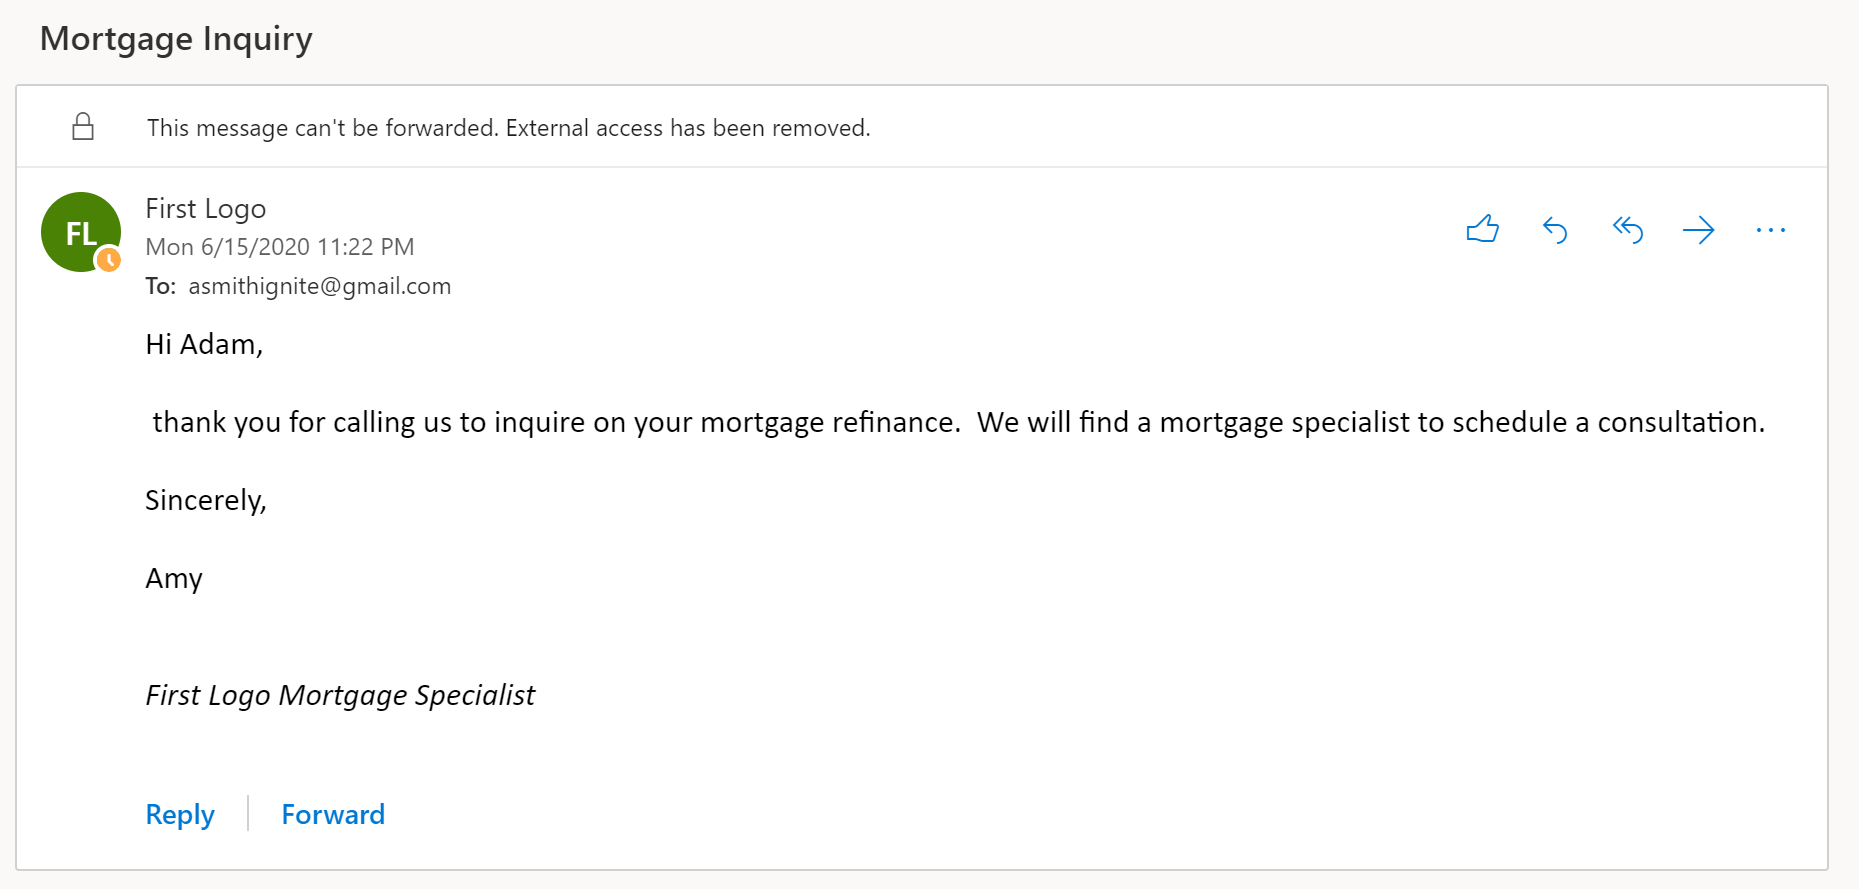 Mortgage Inquiry
This message can't be forwarded. External access has been removed.
FL
First Logo
Mon 6/15/2020 11:22 PM
To: asmithignite@gmail.com
Hi Adam,
thank you for calling us to inquire on your mortgage refinance.  We will find a mortgage specialist to schedule a consultation.
Sincerely,
Amy
First Logo Mortgage Specialist
Reply
Forward